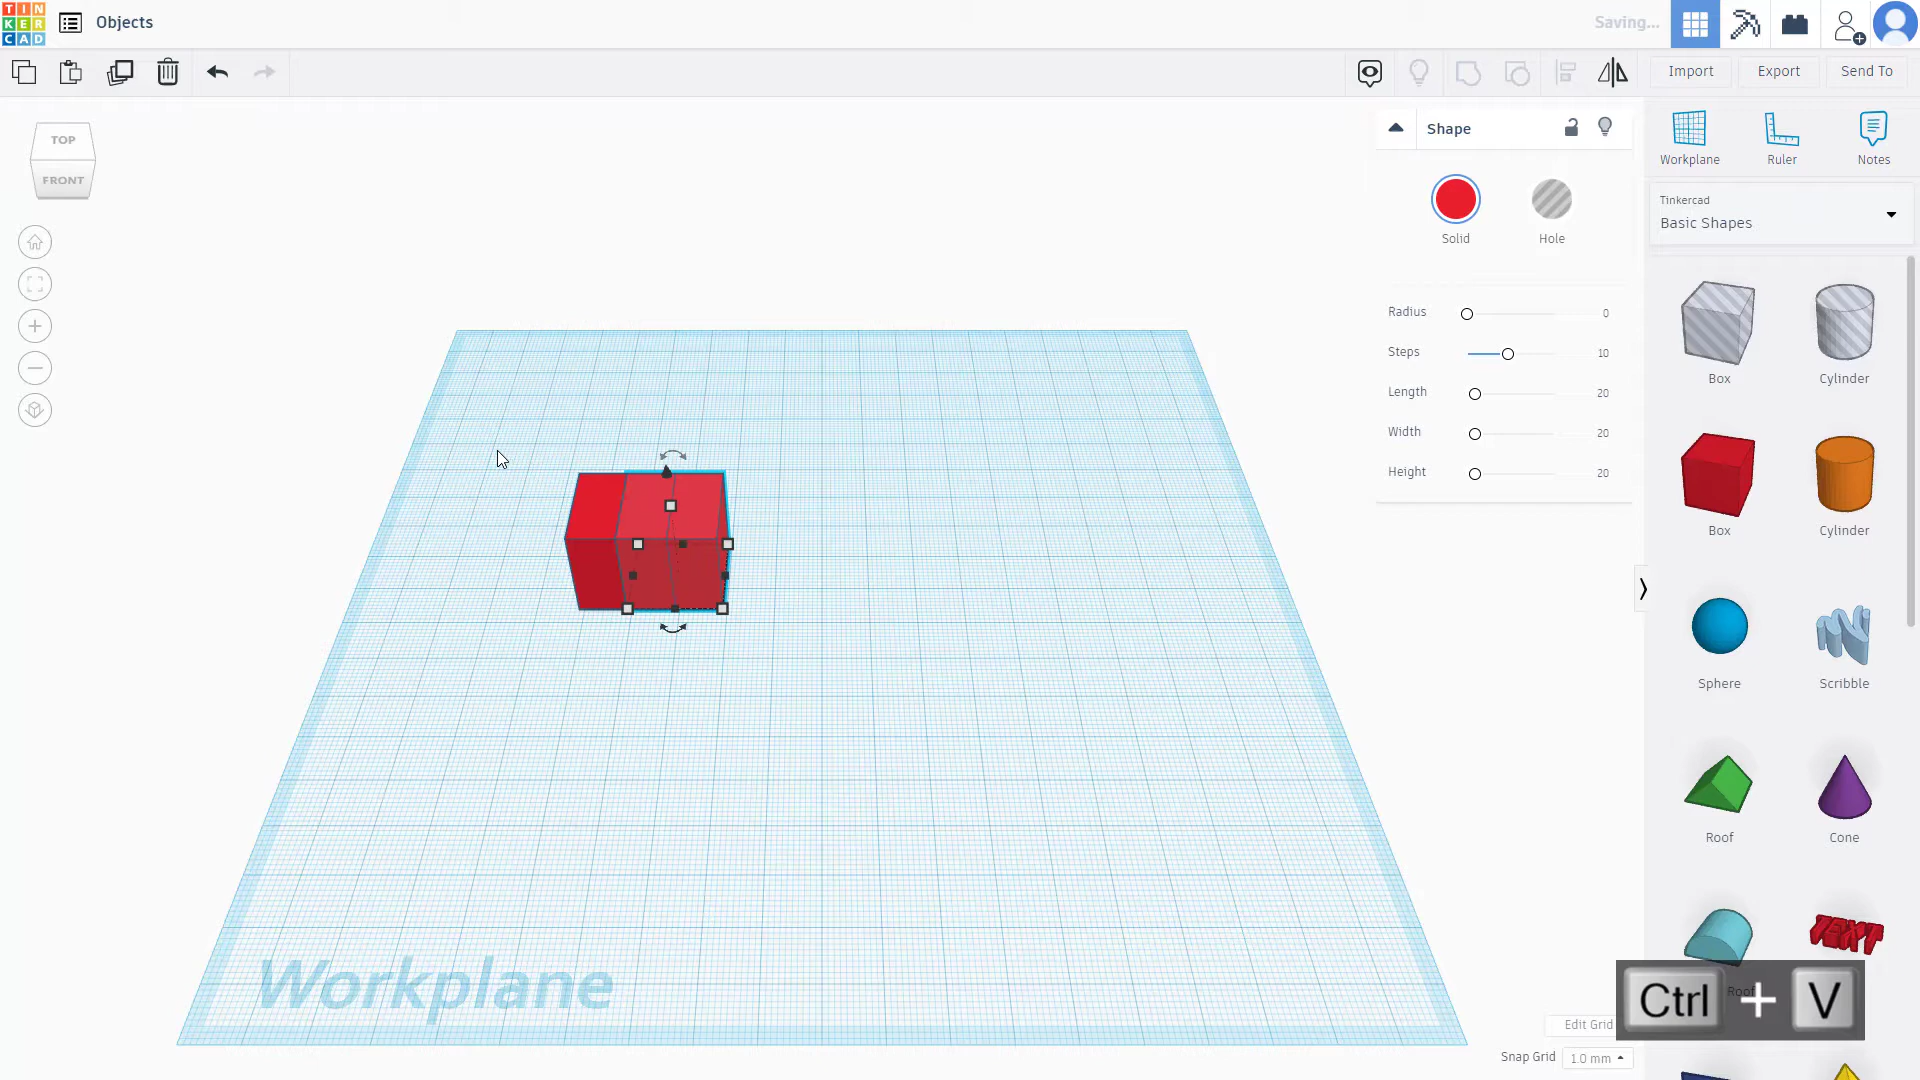 TIN
KER
CAD
Objects
Saving...
Import
Export
Send To
TOP
FRONT
Shape
Solid
Hole
Radius
0
Steps
10
Length
20
Width
20
Height
20
Workplane
Ruler
Notes
Tinkercad
Basic Shapes
Box
Cylinder
Box
Cylinder
Sphere
Scribble
Roof
Cone
TEXT
Roof
Workplane
Ctrl + V
Edit Grid
Snap Grid
1.0 mm